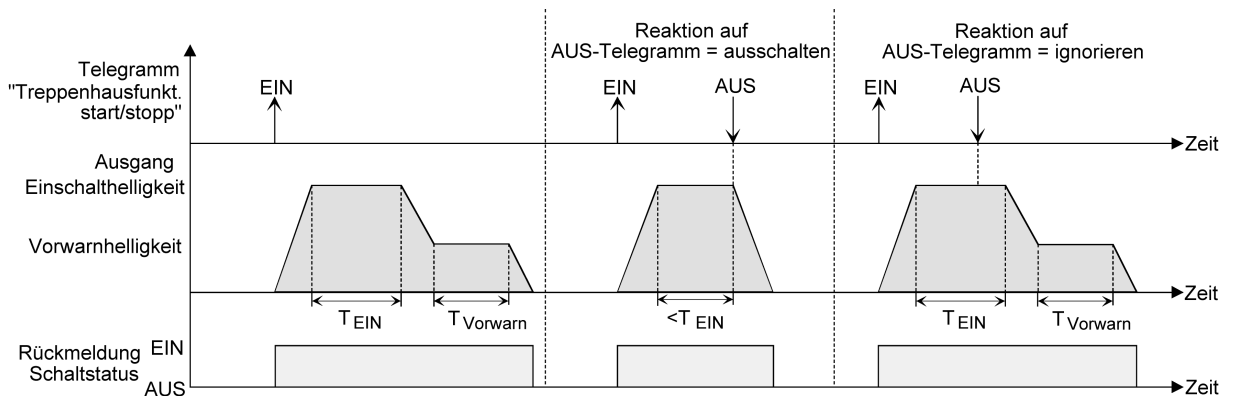 Reaktion auf
AUS-Telegramm = ausschalten
Reaktion auf
AUS-Telegramm = ignorieren
Telegramm
"Treppenhausfunkt.
start/stopp"
EIN
EIN
AUS
EIN
AUS
Zeit
Ausgang
Einschalthelligkeit
Vorwarnhelligkeit
Zeit
T EIN
T Vorwarn
<T EIN
T EIN
T Vorwarn
Rückmeldung
Schaltstatus
EIN
AUS
Zeit